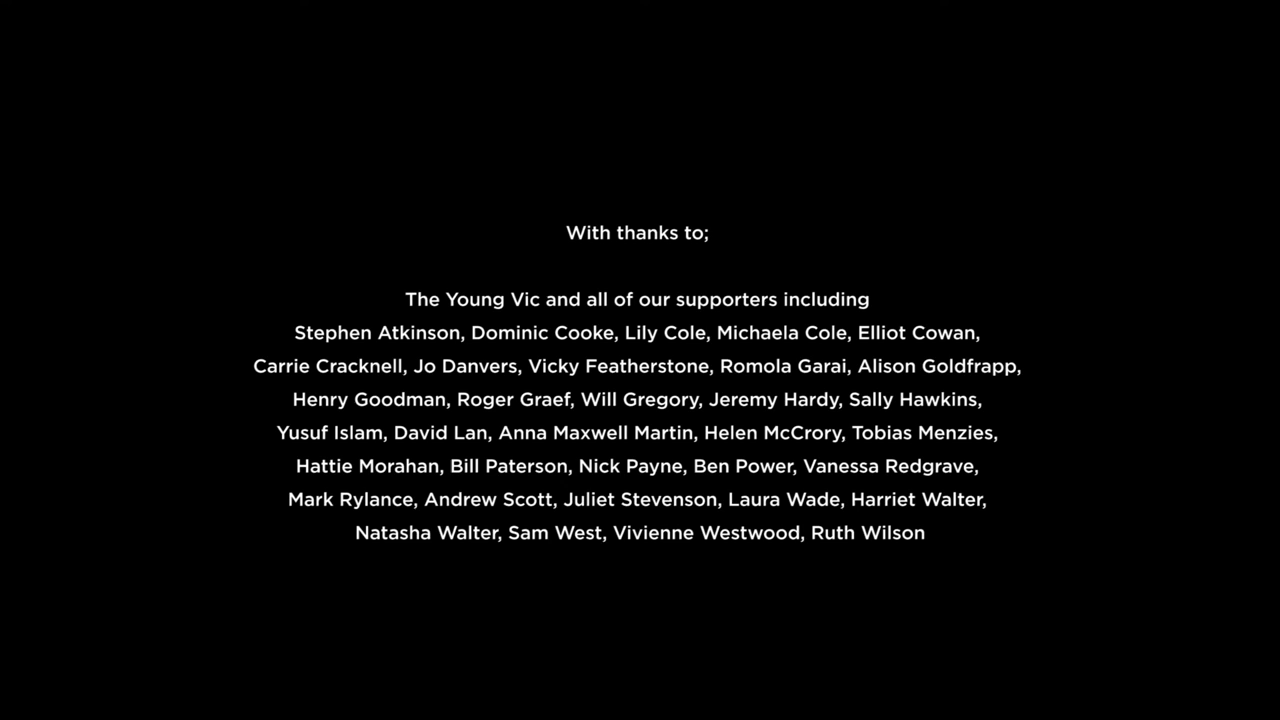 With thanks to;
The Young Vic and all of our supporters including
Stephen Atkinson, Dominic Cooke, Lily Cole, Michaela Cole, Elliot Cowan,
Carrie Cracknell, Jo Danvers, Vicky Featherstone, Romola Garai, Alison Goldfrapp,
Henry Goodman, Roger Graef, Will Gregory, Jeremy Hardy, Sally Hawkins,
Yusuf Islam, David Lan, Anna Maxwell Martin, Helen McCrory, Tobias Menzies,
Hattie Morahan, Bill Paterson, Nick Payne, Ben Power, Vanessa Redgrave,
Mark Rylance, Andrew Scott, Juliet Stevenson, Laura Wade, Harriet Walter,
Natasha Walter, Sam West, Vivienne Westwood, Ruth Wilson